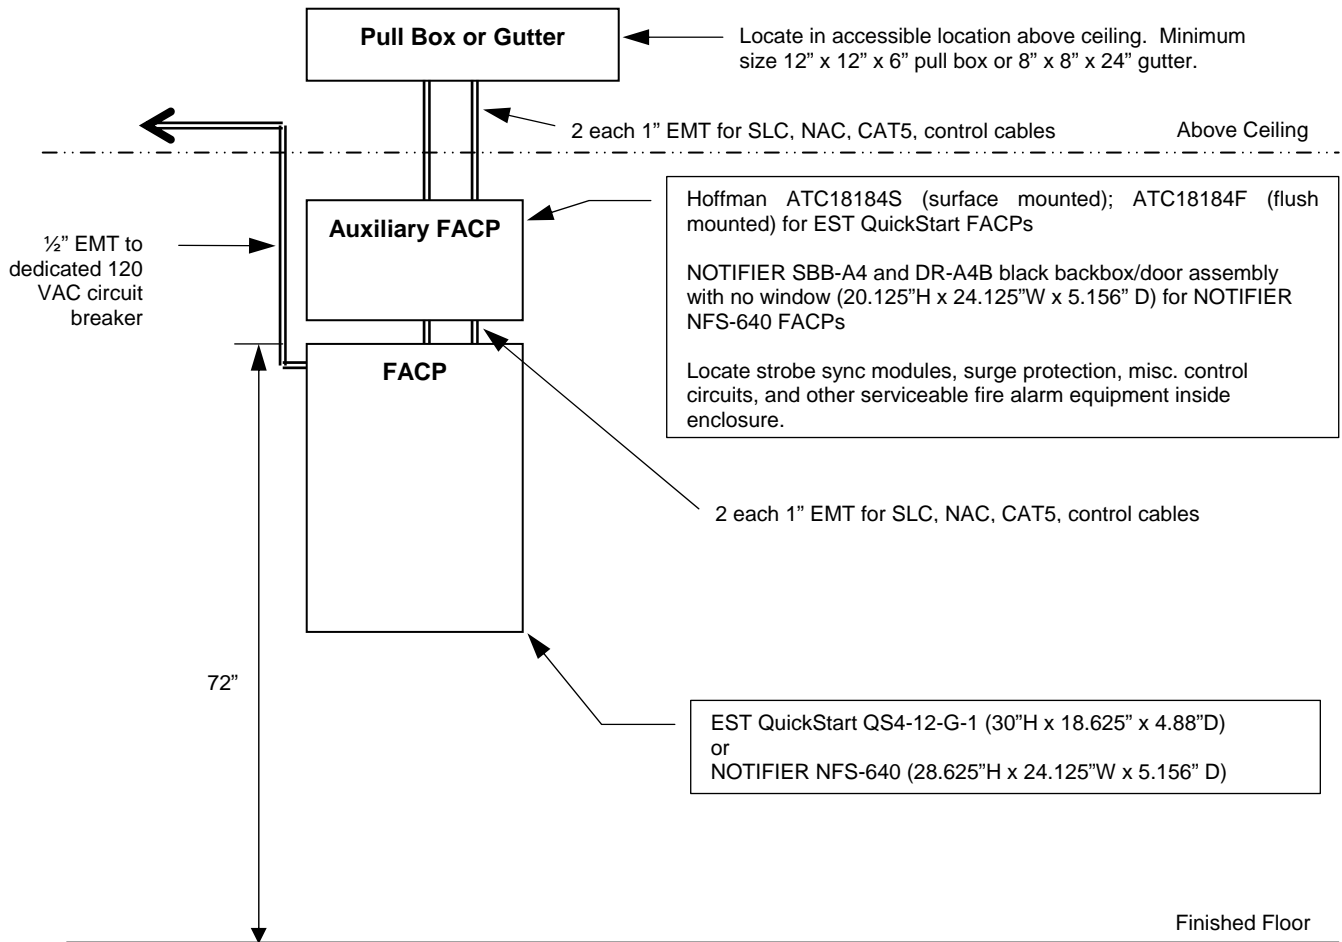 Pull Box or Gutter
Locate in accessible location above ceiling.  Minimum
size 12” x 12” x 6” pull box or 8” x 8” x 24” gutter.
2 each 1” EMT for SLC, NAC, CAT5, control cables
Above Ceiling
Auxiliary FACP
½” EMT to
dedicated 120
VAC circuit
breaker
Hoffman ATC18184S (surface mounted); ATC18184F (flush
mounted) for EST QuickStart FACPs
NOTIFIER SBB-A4 and DR-A4B black backbox/door assembly
with no window (20.125”H x 24.125”W x 5.156” D) for NOTIFIER
NFS-640 FACPs
Locate strobe sync modules, surge protection, misc. control
circuits, and other serviceable fire alarm equipment inside
enclosure.
FACP
2 each 1” EMT for SLC, NAC, CAT5, control cables
72”
EST QuickStart QS4-12-G-1 (30”H x 18.625” x 4.88”D)
or
NOTIFIER NFS-640 (28.625”H x 24.125”W x 5.156” D)
Finished Floor